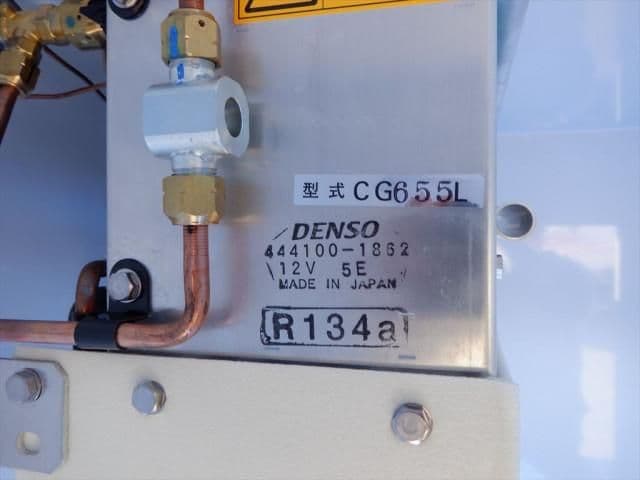 型式 CG655L
DENSO
444100-1862
12V 5E
MADE IN JAPAN
R134a